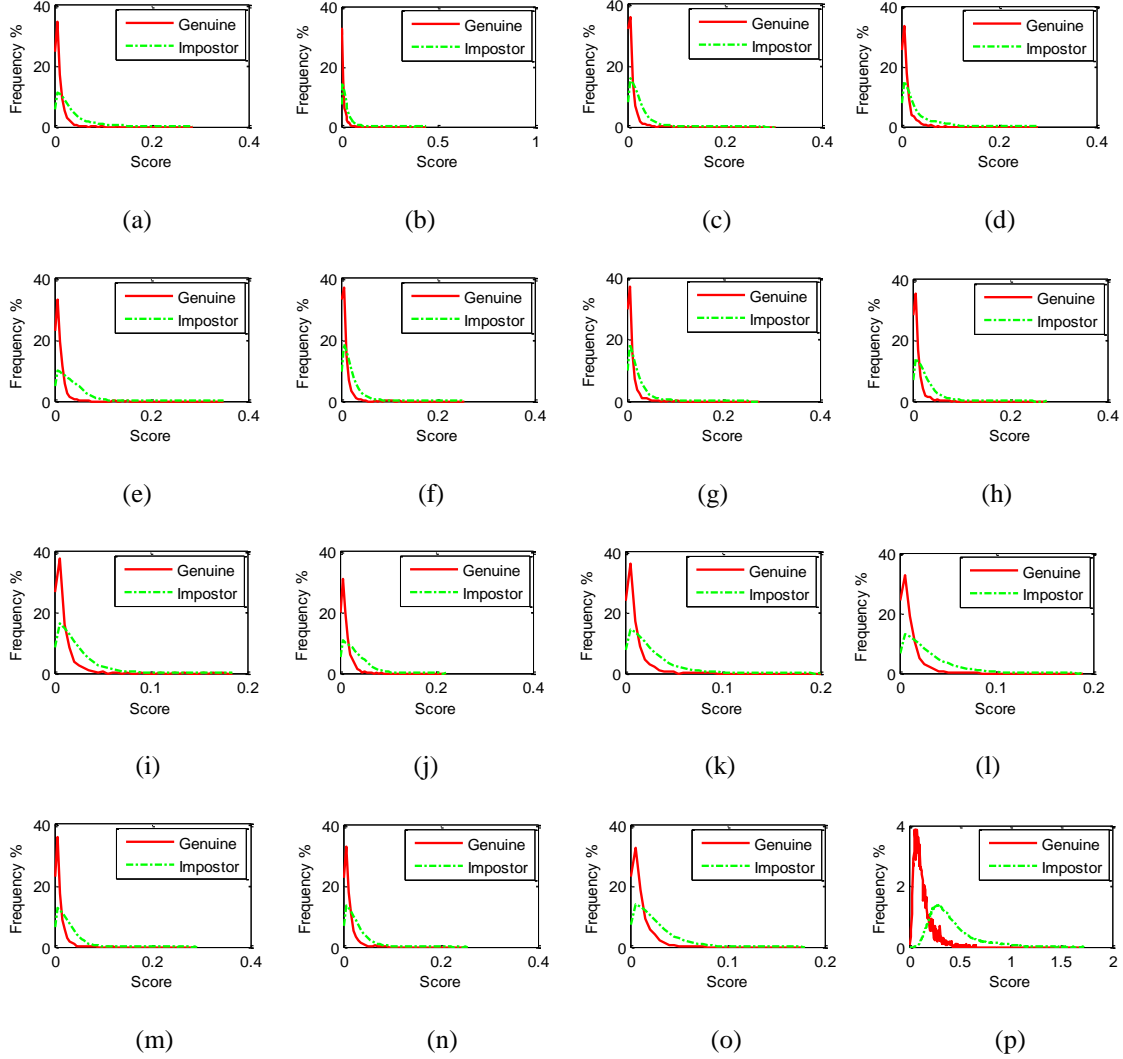 Frequency %
40
20
0
Genuine
Impostor
0 0.2 0.4
Score
(a)
Frequency %
40
20
0
Genuine
Impostor
0 0.5 1
Score
(b)
Frequency %
40
20
0
Genuine
Impostor
0 0.2 0.4
Score
(c)
Frequency %
40
20
0
Genuine
Impostor
0 0.2 0.4
Score
(d)
Frequency %
40
20
0
Genuine
Impostor
0 0.2 0.4
Score
(e)
Frequency %
40
20
0
Genuine
Impostor
0 0.2 0.4
Score
(f)
Frequency %
40
20
0
Genuine
Impostor
0 0.2 0.4
Score
(g)
Frequency %
40
20
0
Genuine
Impostor
0 0.2 0.4
Score
(h)
Frequency %
40
20
0
Genuine
Impostor
0 0.1 0.2
Score
(i)
Frequency %
40
20
0
Genuine
Impostor
0 0.2 0.4
Score
(j)
Frequency %
40
20
0
Genuine
Impostor
0 0.1 0.2
Score
(k)
Frequency %
40
20
0
Genuine
Impostor
0 0.1 0.2
Score
(l)
Frequency %
40
20
0
Genuine
Impostor
0 0.2 0.4
Score
(m)
Frequency %
40
20
0
Genuine
Impostor
0 0.2 0.4
Score
(n)
Frequency %
40
20
0
Genuine
Impostor
0 0.1 0.2
Score
(o)
Frequency %
4
2
0
Genuine
Impostor
0 0.5 1 1.5 2
Score
(p)